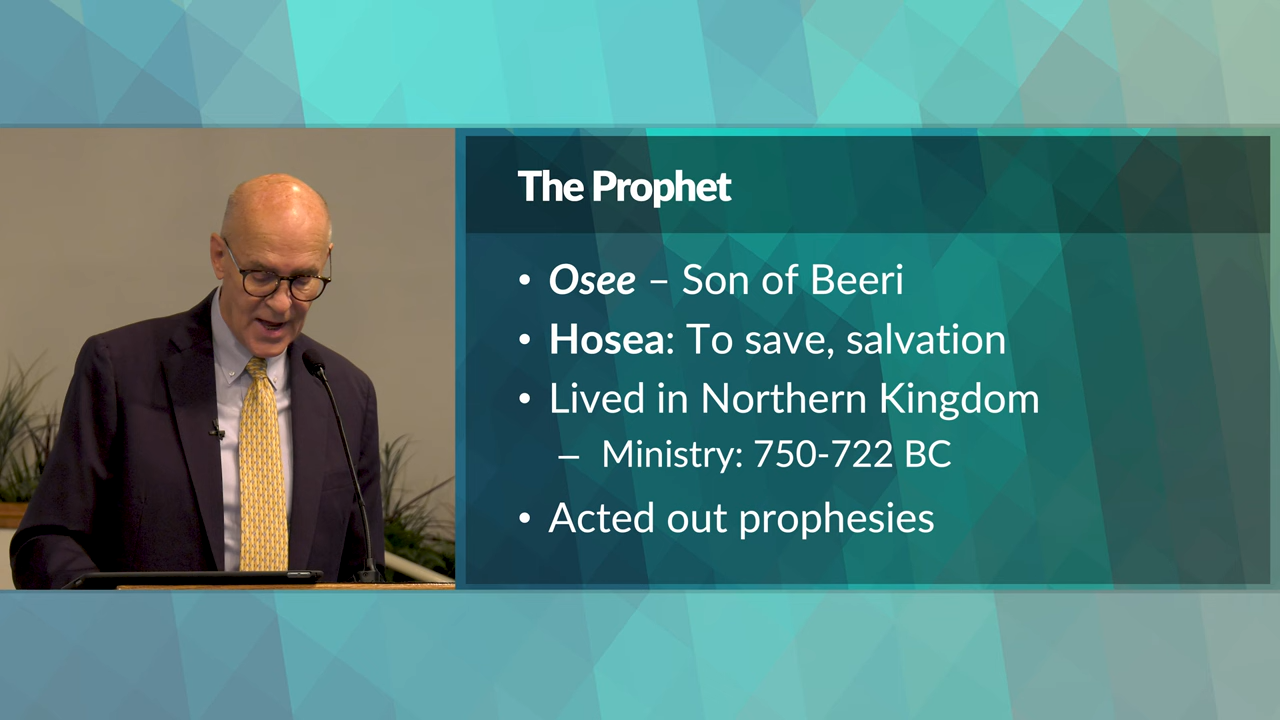 The Prophet
• Osee – Son of Beeri
• Hosea: To save, salvation
• Lived in Northern Kingdom
– Ministry: 750-722 BC
• Acted out prophesies